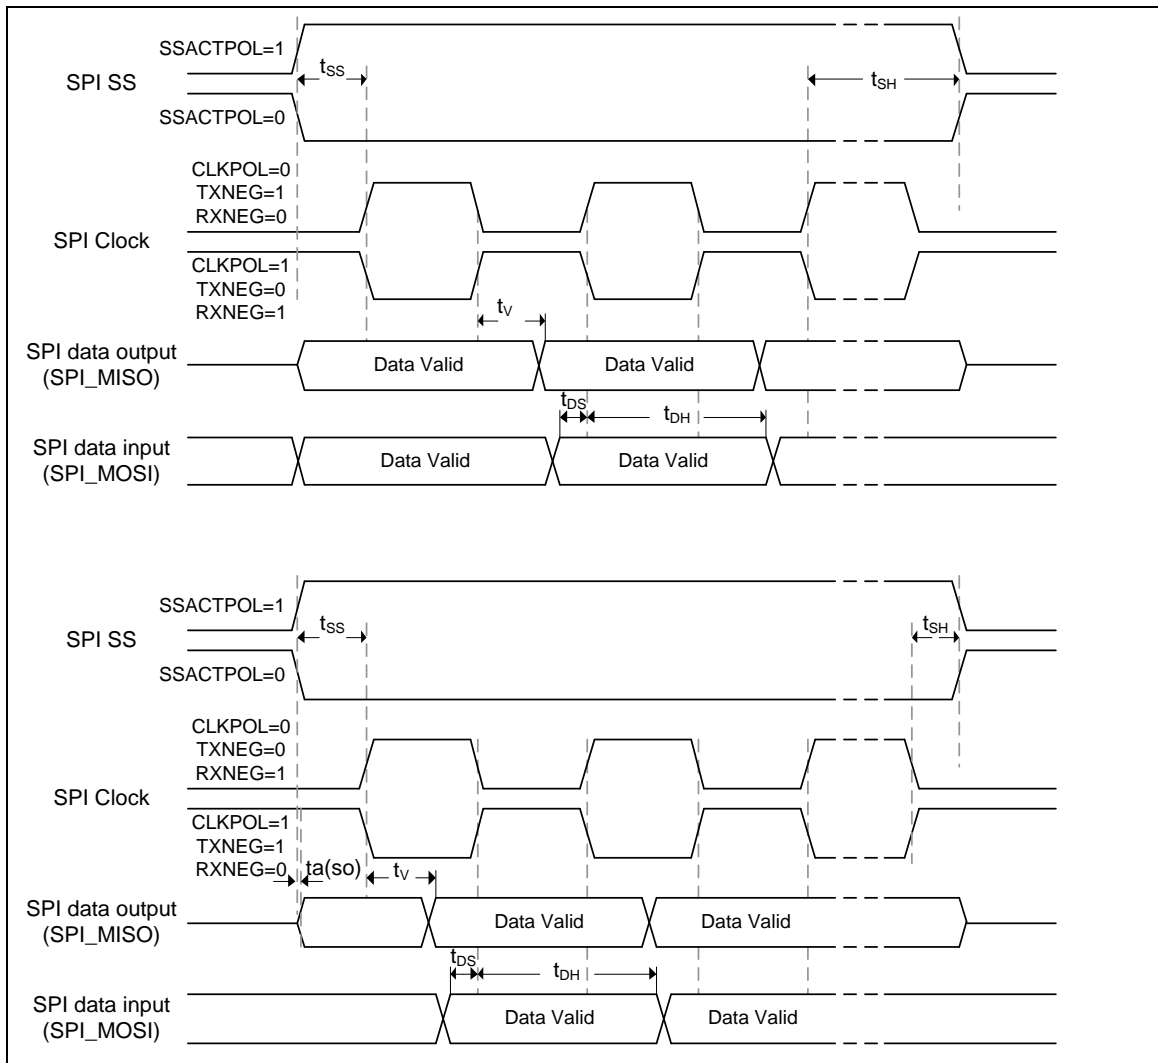 SSACTPOL=1
SPI SS
tSS
tSH
SSACTPOL=0
CLKPOL=0
TXNEG=1
RXNEG=0
SPI Clock
CLKPOL=1
TXNEG=0
RXNEG=1
tV
SPI data output
(SPI_MISO)
Data Valid
Data Valid
tDS
tDH
SPI data input
(SPI_MOSI)
Data Valid
Data Valid
SSACTPOL=1
SPI SS
tSS
tSH
SSACTPOL=0
CLKPOL=0
TXNEG=0
RXNEG=1
SPI Clock
CLKPOL=1
TXNEG=1
RXNEG=0
ta(so)
tV
SPI data output
(SPI_MISO)
Data Valid
Data Valid
tDS
tDH
SPI data input
(SPI_MOSI)
Data Valid
Data Valid